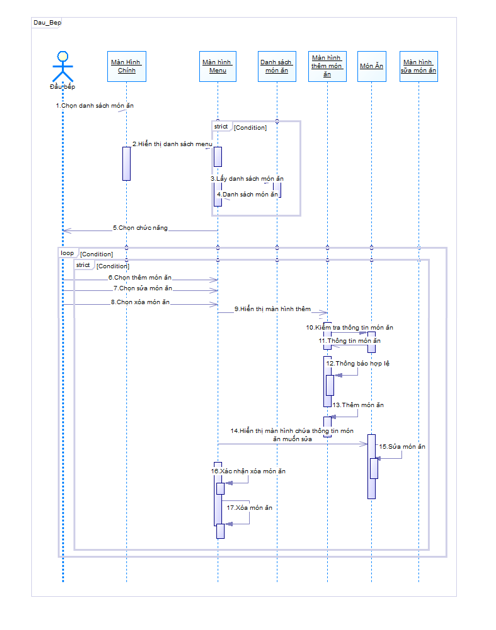 Dau_Bep
Màn Hình
Chính
Màn hình
Menu
Danh sách
món ăn
Màn hình
thêm món
ăn
Món Ăn
Màn hình
sửa món ăn
Đầu bếp
1.Chọn danh sách món ăn
strict [Condition]
2.Hiển thị danh sách menu
3.Lấy danh sách món ăn
4.Danh sách món ăn
5.Chọn chức năng
loop [Condition]
strict [Condition]
6.Chọn thêm món ăn
7.Chọn sửa món ăn
8.Chọn xóa món ăn
9.Hiển thị màn hình thêm
10.Kiểm tra thông tin món ăn
11.Thông tin món ăn
12.Thông báo hợp lệ
13.Thêm món ăn
14.Hiển thị màn hình chứa thông tin món
ăn muốn sửa
15.Sửa món ăn
16.Xác nhận xóa món ăn
17.Xóa món ăn